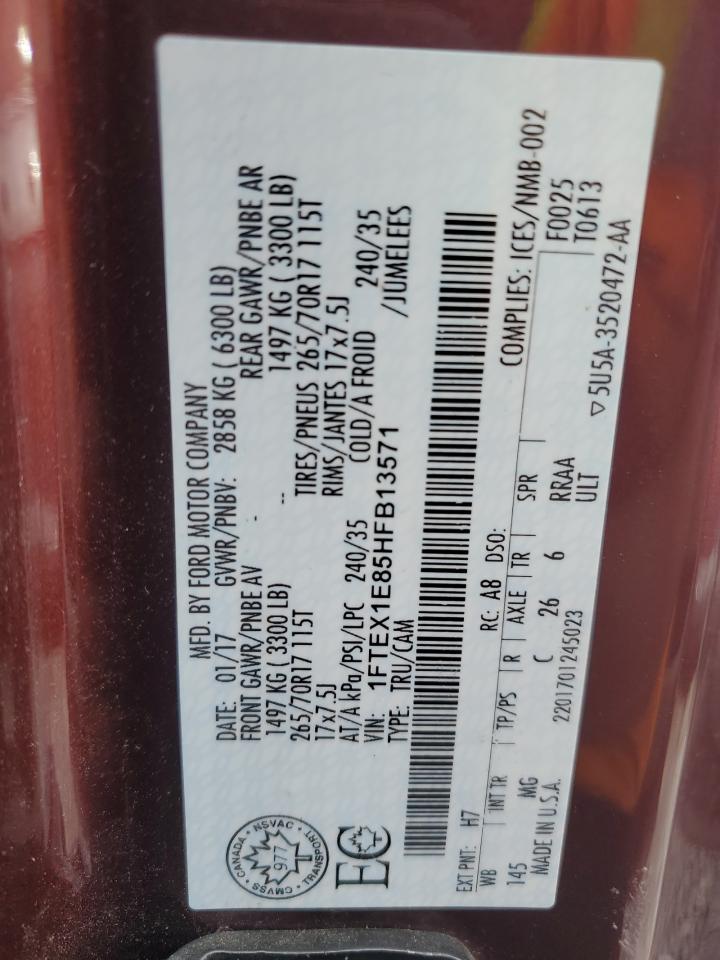 MFD. BY FORD MOTOR COMPANY
DATE: 01/17 GVWR/PNBV: 2858 KG ( 6300 LB)
FRONT GAWR/PNBE AV - REAR GAWR/PNBE AR
1497 KG ( 3300 LB) -- 1497 KG ( 3300 LB)
265/70R17 115T TIRES/PNEUS 265/70R17 115T
17x7.5J RIMS/JANTES 17x7.5J
AT/A kPa/PSI/LPC 240/35 COLD/A FROID 240/35
VIN: 1FTEX1E85HFB13571 /JUMELEES
TYPE: TRU/CAM
CANADA • NSVAC • TRANSPORT • CMVSS •
977
EC
COMPLIES: ICES/NMB-002
EXT PNT: H7 RC: A8 DSO: F0025
T0613
WB INT TR TP/PS R AXLE TR SPR
145 MG C 26 6 RRAA
ULT
MADE IN U.S.A. 2201701245023
▽ 5U5A-3520472-AA